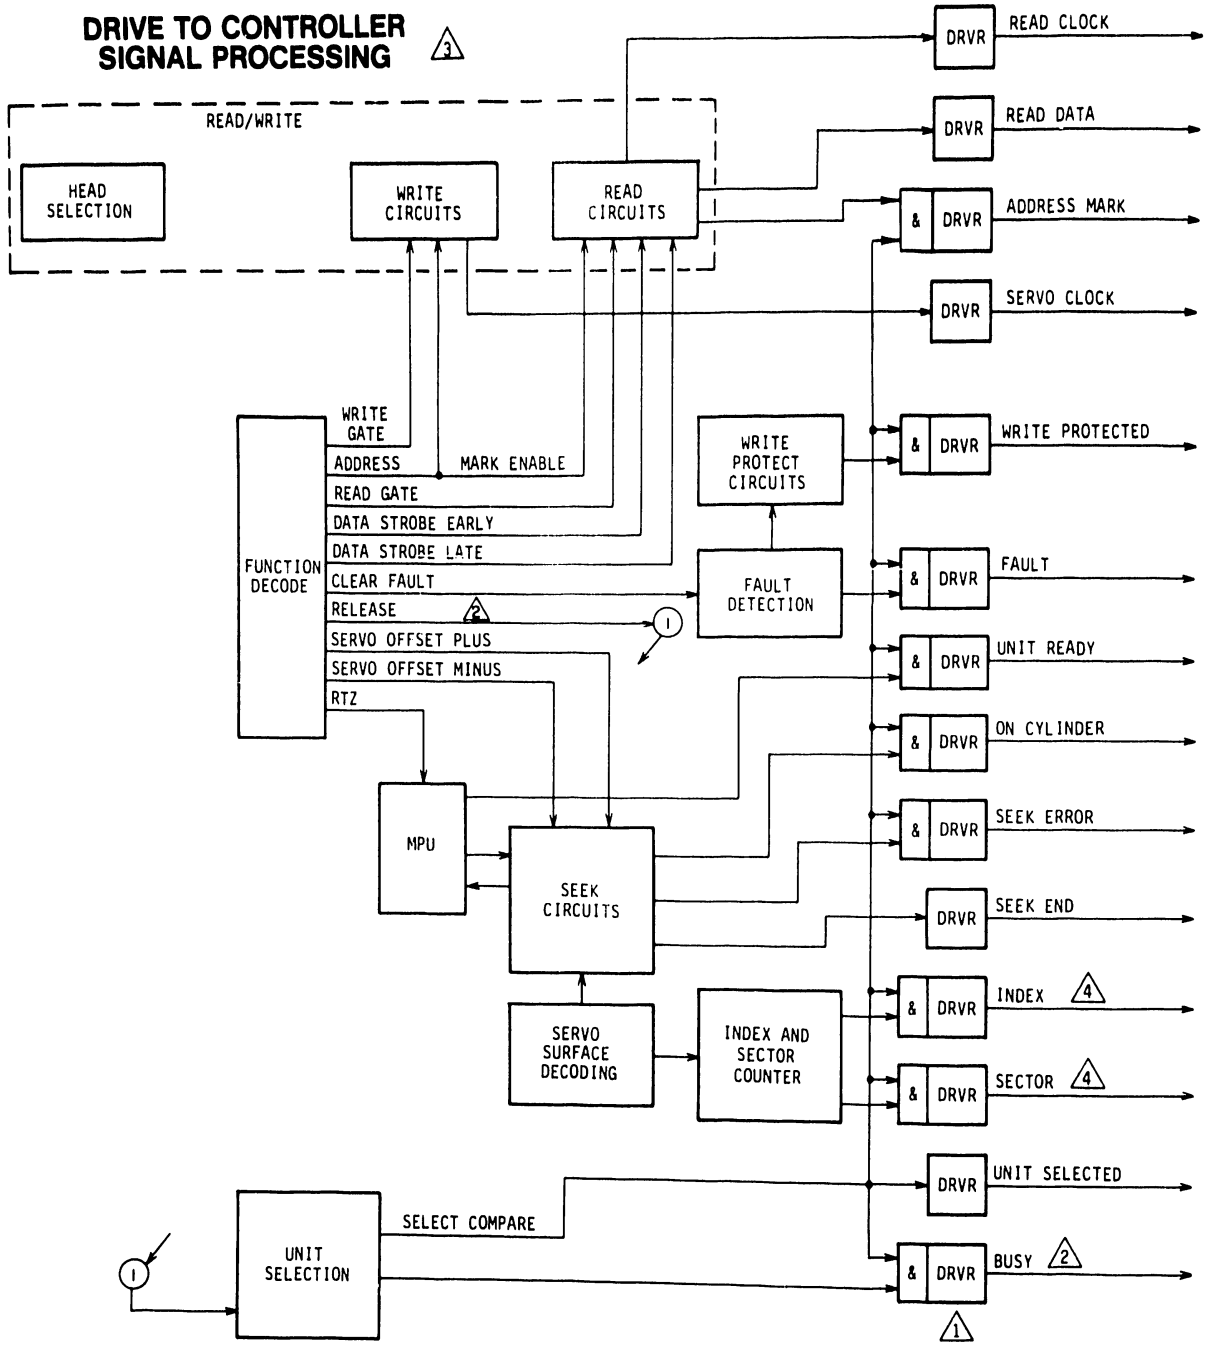 DRIVE TO CONTROLLER
SIGNAL PROCESSING
3
READ/WRITE
HEAD
SELECTION
WRITE
CIRCUITS
READ
CIRCUITS
DRVR
READ CLOCK
DRVR
READ DATA
&
DRVR
ADDRESS MARK
DRVR
SERVO CLOCK
FUNCTION
DECODE
WRITE
GATE
ADDRESS MARK ENABLE
READ GATE
DATA STROBE EARLY
DATA STROBE LATE
CLEAR FAULT
RELEASE
2
1
SERVO OFFSET PLUS
SERVO OFFSET MINUS
RTZ
WRITE
PROTECT
CIRCUITS
&
DRVR
WRITE PROTECTED
FAULT
DETECTION
&
DRVR
FAULT
&
DRVR
UNIT READY
&
DRVR
ON CYLINDER
MPU
SEEK
CIRCUITS
&
DRVR
SEEK ERROR
DRVR
SEEK END
SERVO
SURFACE
DECODING
INDEX AND
SECTOR
COUNTER
&
DRVR
INDEX
4
&
DRVR
SECTOR
4
DRVR
UNIT SELECTED
1
UNIT
SELECTION
SELECT COMPARE
&
DRVR
BUSY
2
1